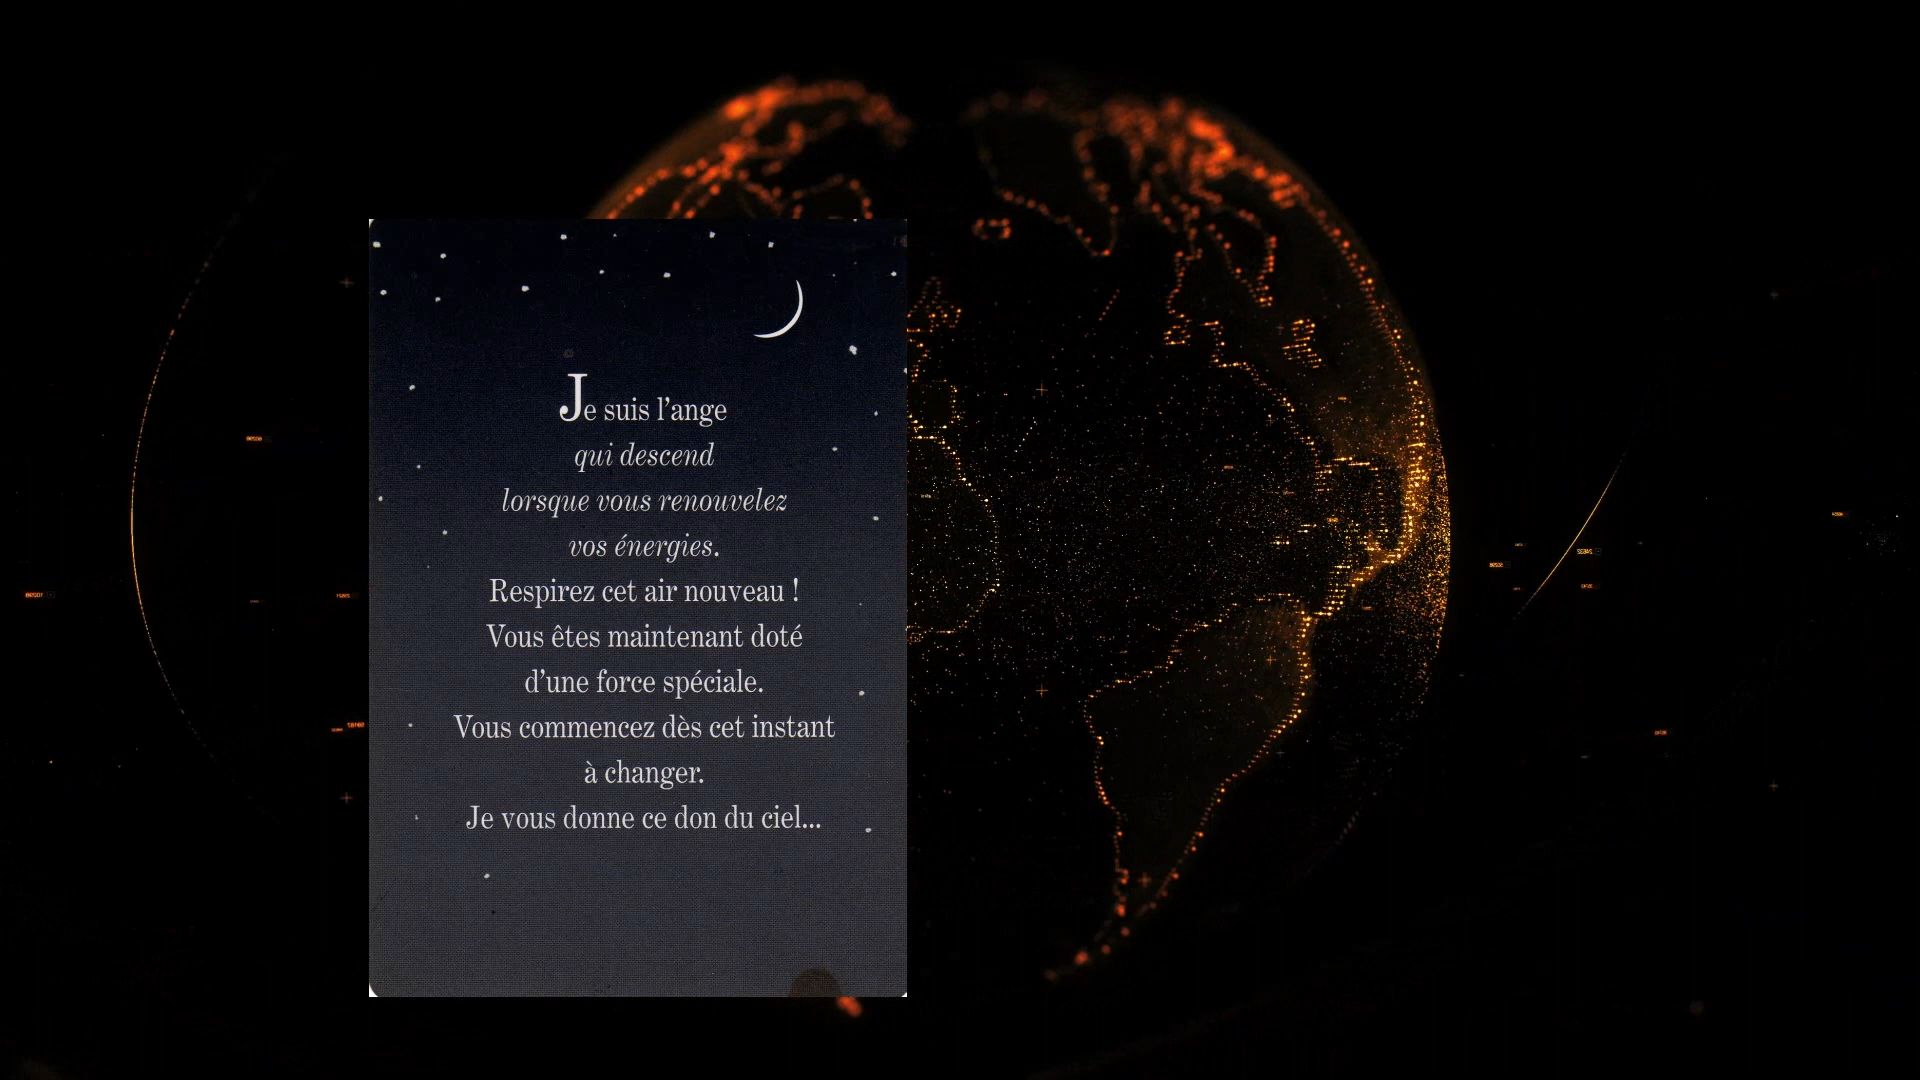 Je suis l’ange
qui descend
lorsque vous renouvelez
vos énergies.
Respirez cet air nouveau !
Vous êtes maintenant doté
d’une force spéciale.
Vous commencez dès cet instant
à changer.
Je vous donne ce don du ciel...